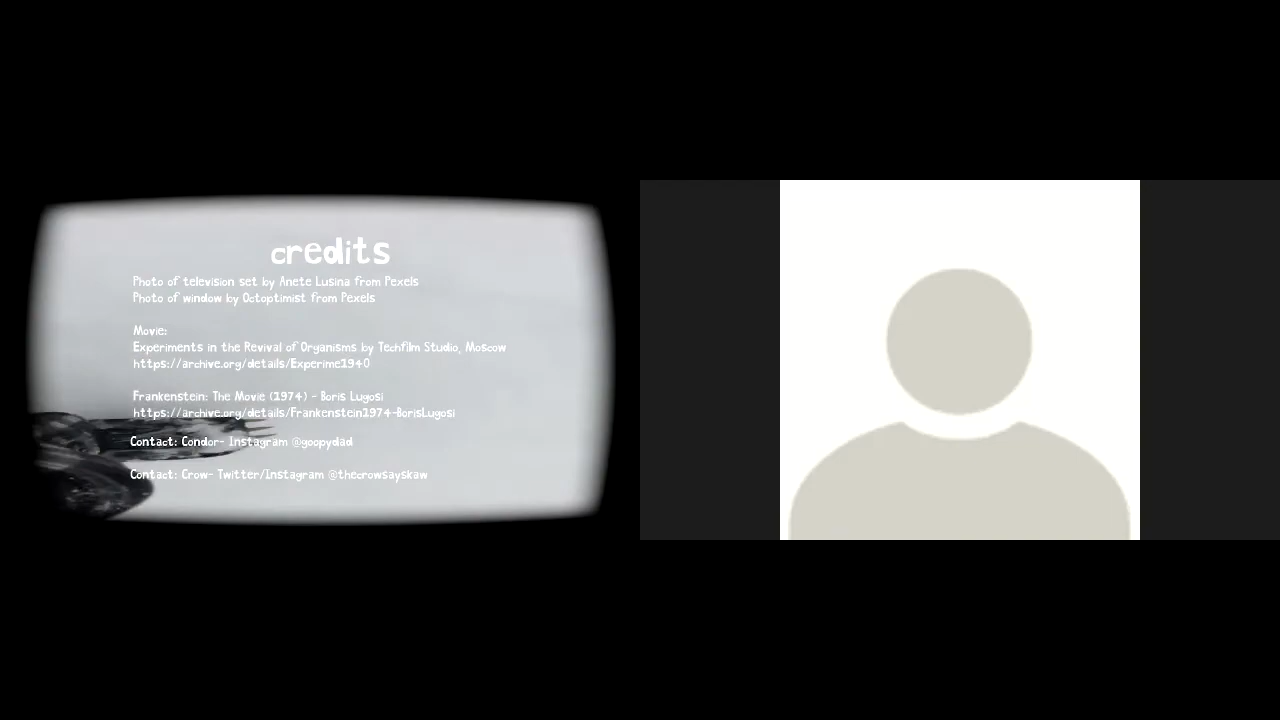 credits
Photo of television set by Anete Lusina from Pexels
Photo of window by Octoptimist from Pexels
Movie:
Experiments in the Revival of Organisms by Techfilm Studio, Moscow
https://archive.org/details/Experime1940
Frankenstein: The Movie (1974) - Boris Lugosi
https://archive.org/details/Frankenstein1974-BorisLugosi
Contact: Condor- Instagram @goopydad
Contact: Crow- Twitter/Instagram @thecrowsayskaw